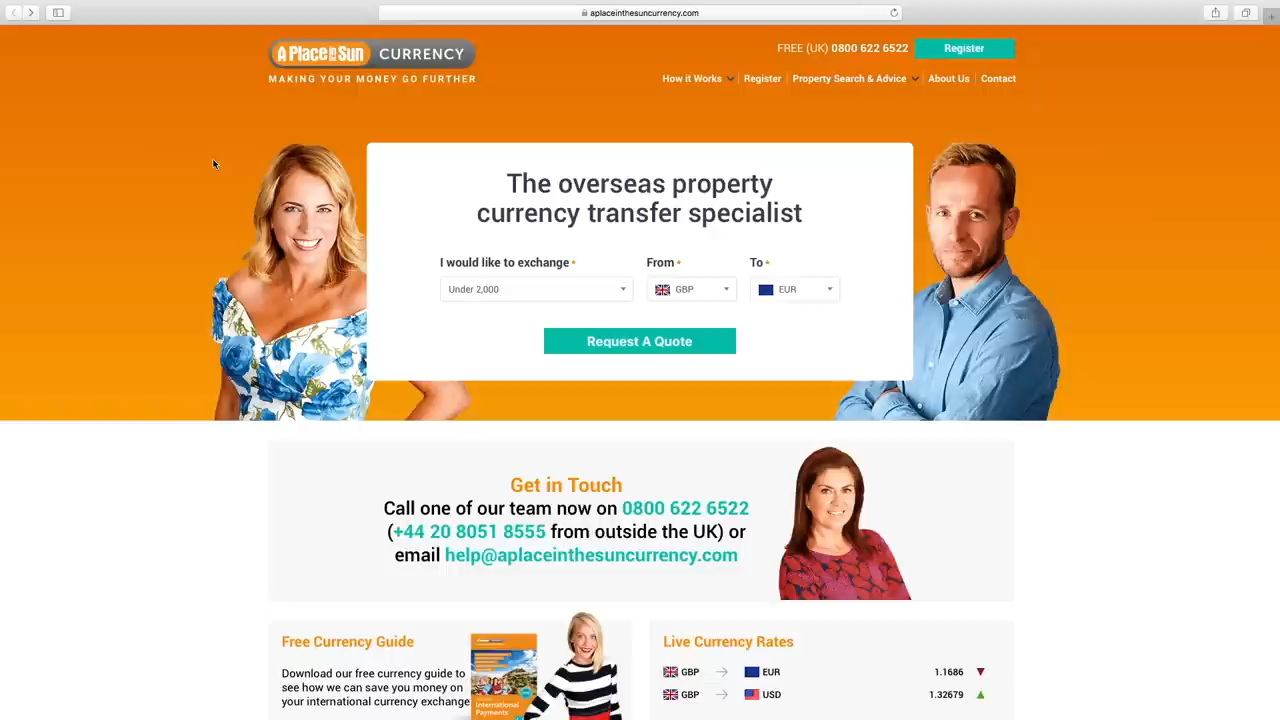 aplaceinthesuncurrency.com
A Place in the Sun CURRENCY
MAKING YOUR MONEY GO FURTHER
FREE (UK) 0800 622 6522
Register
How it Works
Register
Property Search & Advice
About Us
Contact
The overseas property
currency transfer specialist
I would like to exchange *
From *
To *
Under 2,000
GBP
EUR
Request A Quote
Get in Touch
Call one of our team now on 0800 622 6522
(+44 20 8051 8555 from outside the UK) or
email help@aplaceinthesuncurrency.com
Free Currency Guide
Download our free currency guide to
see how we can save you money on
your international currency exchange
International
Payments
Live Currency Rates
GBP → EUR 1.1686 ▼
GBP → USD 1.32679 ▲